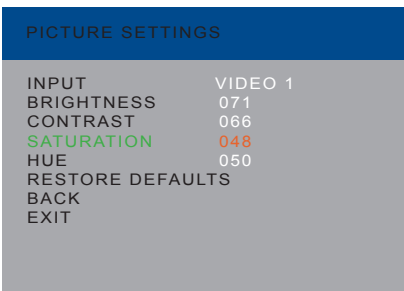 PICTURE SETTINGS
INPUT VIDEO 1
BRIGHTNESS 071
CONTRAST 066
SATURATION 048
HUE 050
RESTORE DEFAULTS
BACK
EXIT